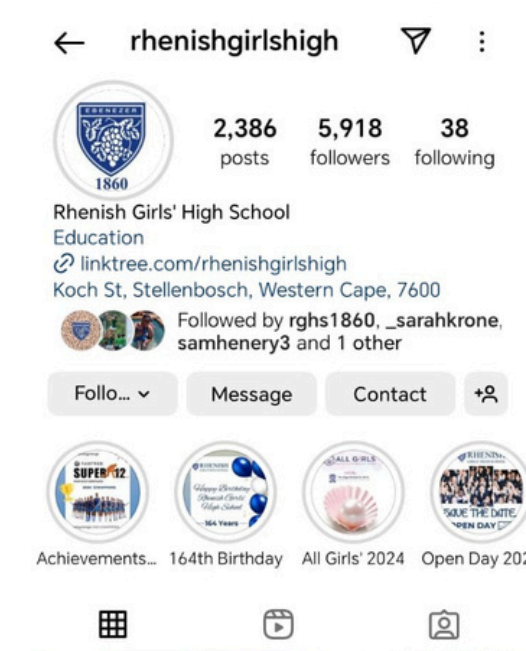 rhenishgirlshigh
EBENEZER
1860
2,386 5,918 38
posts followers following
Rhenish Girls' High School
Education
linktree.com/rhenishgirlshigh
Koch St, Stellenbosch, Western Cape, 7600
Followed by rghs1860, _sarahkrone,
samhenery3 and 1 other
Follo... Message Contact
SUPER 12
RHENISH
Happy Birthday
Rhenish Girls'
High School
164 Years
ALL GIRLS'
RHENISH
SAVE THE DATE
OPEN DAY
Achievements... 164th Birthday All Girls' 2024 Open Day 202